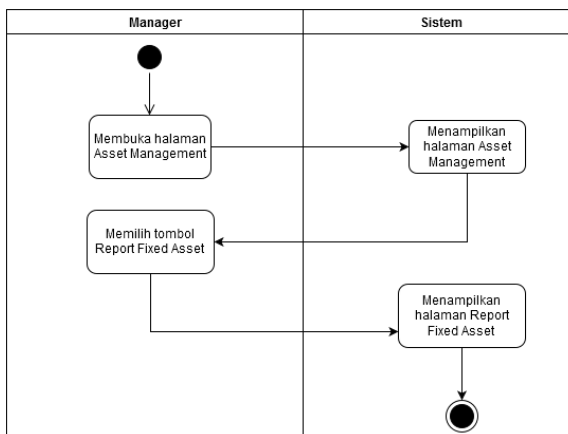 Manager
Sistem
Membuka halaman
Asset Management
Menampilkan
halaman Asset
Management
Memilih tombol
Report Fixed Asset
Menampilkan
halaman Report
Fixed Asset